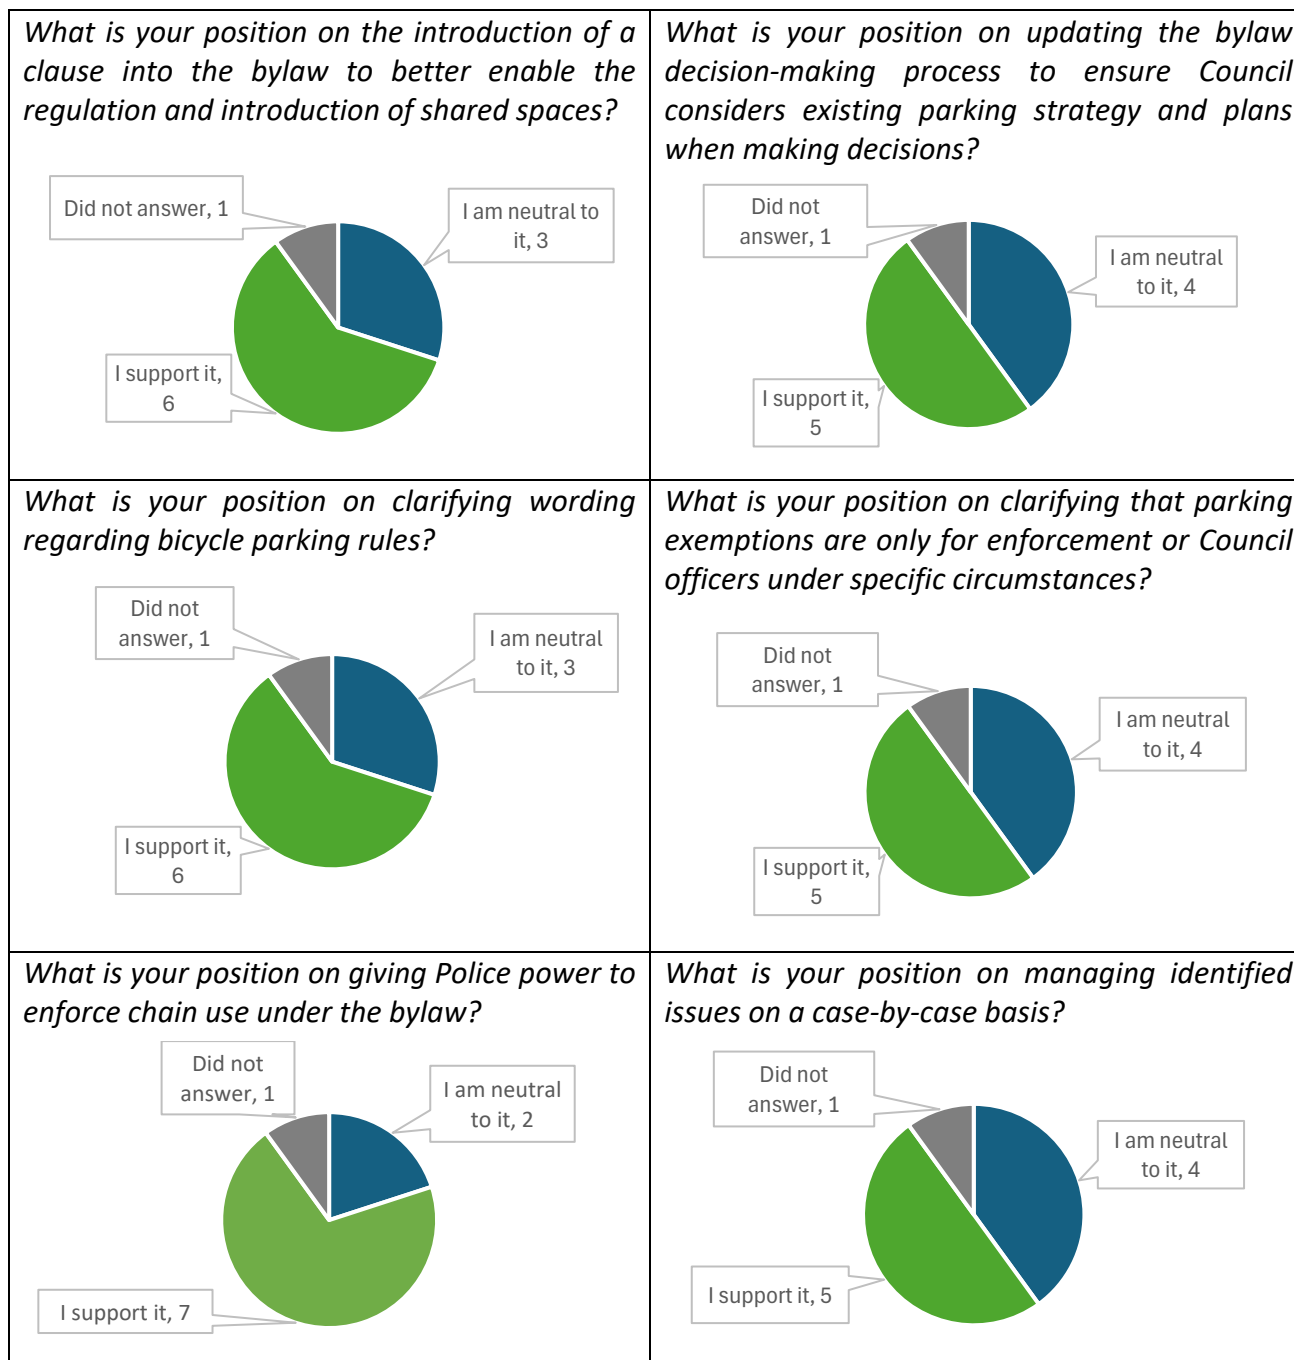 What is your position on the introduction of a
clause into the bylaw to better enable the
regulation and introduction of shared spaces?
Did not answer, 1
I am neutral to
it, 3
I support it,
6
What is your position on updating the bylaw
decision-making process to ensure Council
considers existing parking strategy and plans
when making decisions?
Did not
answer, 1
I am neutral
to it, 4
I support it,
5
What is your position on clarifying wording
regarding bicycle parking rules?
Did not
answer, 1
I am neutral
to it, 3
I support it,
6
What is your position on clarifying that parking
exemptions are only for enforcement or Council
officers under specific circumstances?
Did not
answer, 1
I am neutral
to it, 4
I support it,
5
What is your position on giving Police power to
enforce chain use under the bylaw?
Did not
answer, 1
I am neutral
to it, 2
I support it, 7
What is your position on managing identified
issues on a case-by-case basis?
Did not
answer, 1
I am neutral
to it, 4
I support it, 5